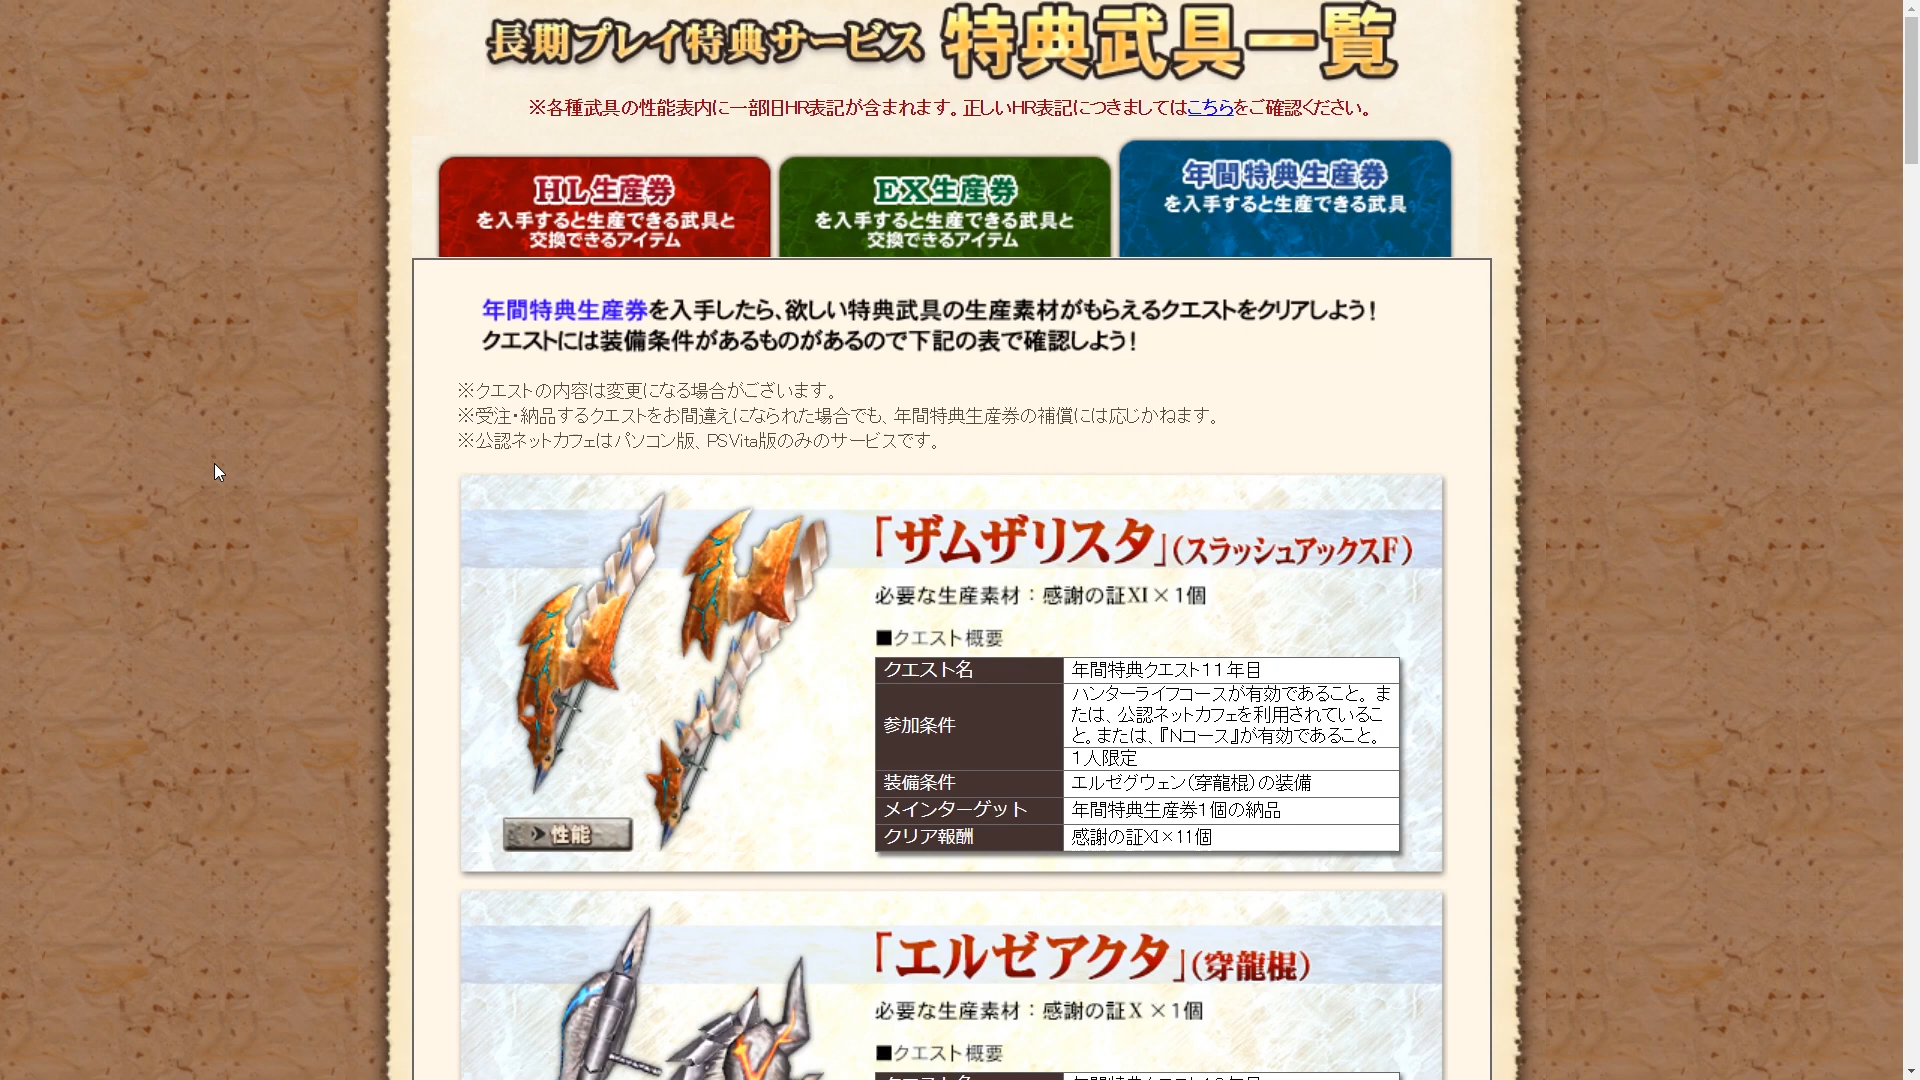 長期プレイ特典サービス 特典武具一覧
※各種武具の性能表内に一部旧HR表記が含まれます。正しいHR表記につきましてはこちらをご確認ください。
HL生産券
を入手すると生産できる武具と
交換できるアイテム
EX生産券
を入手すると生産できる武具と
交換できるアイテム
年間特典生産券
を入手すると生産できる武具
年間特典生産券を入手したら、欲しい特典武具の生産素材がもらえるクエストをクリアしよう!
クエストには装備条件があるものがあるので下記の表で確認しよう!
※クエストの内容は変更になる場合がございます。
※受注・納品するクエストをお間違えになられた場合でも、年間特典生産券の補償には応じかねます。
※公認ネットカフェはパソコン版、PSVita版のみのサービスです。
「ザムザリスタ」(スラッシュアックスF)
必要な生産素材:感謝の証XI×1個
■クエスト概要
クエスト名 年間特典クエスト11年目
参加条件 ハンターライフコースが有効であること。ま
たは、公認ネットカフェを利用されているこ
と。または、『Nコース』が有効であること。
1人限定
装備条件 エルゼグウェン(穿龍棍)の装備
メインターゲット 年間特典生産券1個の納品
クリア報酬 感謝の証XI×11個
性能
「エルゼアクタ」(穿龍棍)
必要な生産素材:感謝の証X×1個
■クエスト概要